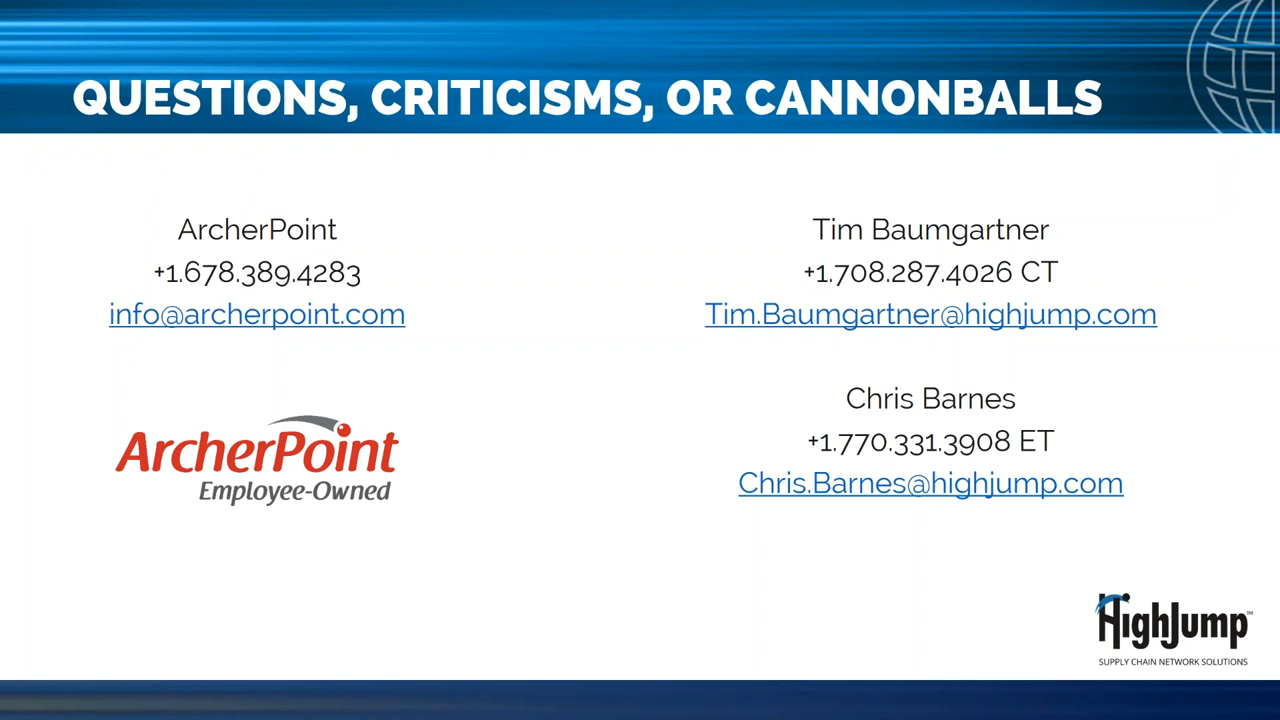 QUESTIONS, CRITICISMS, OR CANNONBALLS
ArcherPoint
+1.678.389.4283
info@archerpoint.com
ArcherPoint
Employee-Owned
Tim Baumgartner
+1.708.287.4026 CT
Tim.Baumgartner@highjump.com
Chris Barnes
+1.770.331.3908 ET
Chris.Barnes@highjump.com
HighJump™
SUPPLY CHAIN NETWORK SOLUTIONS